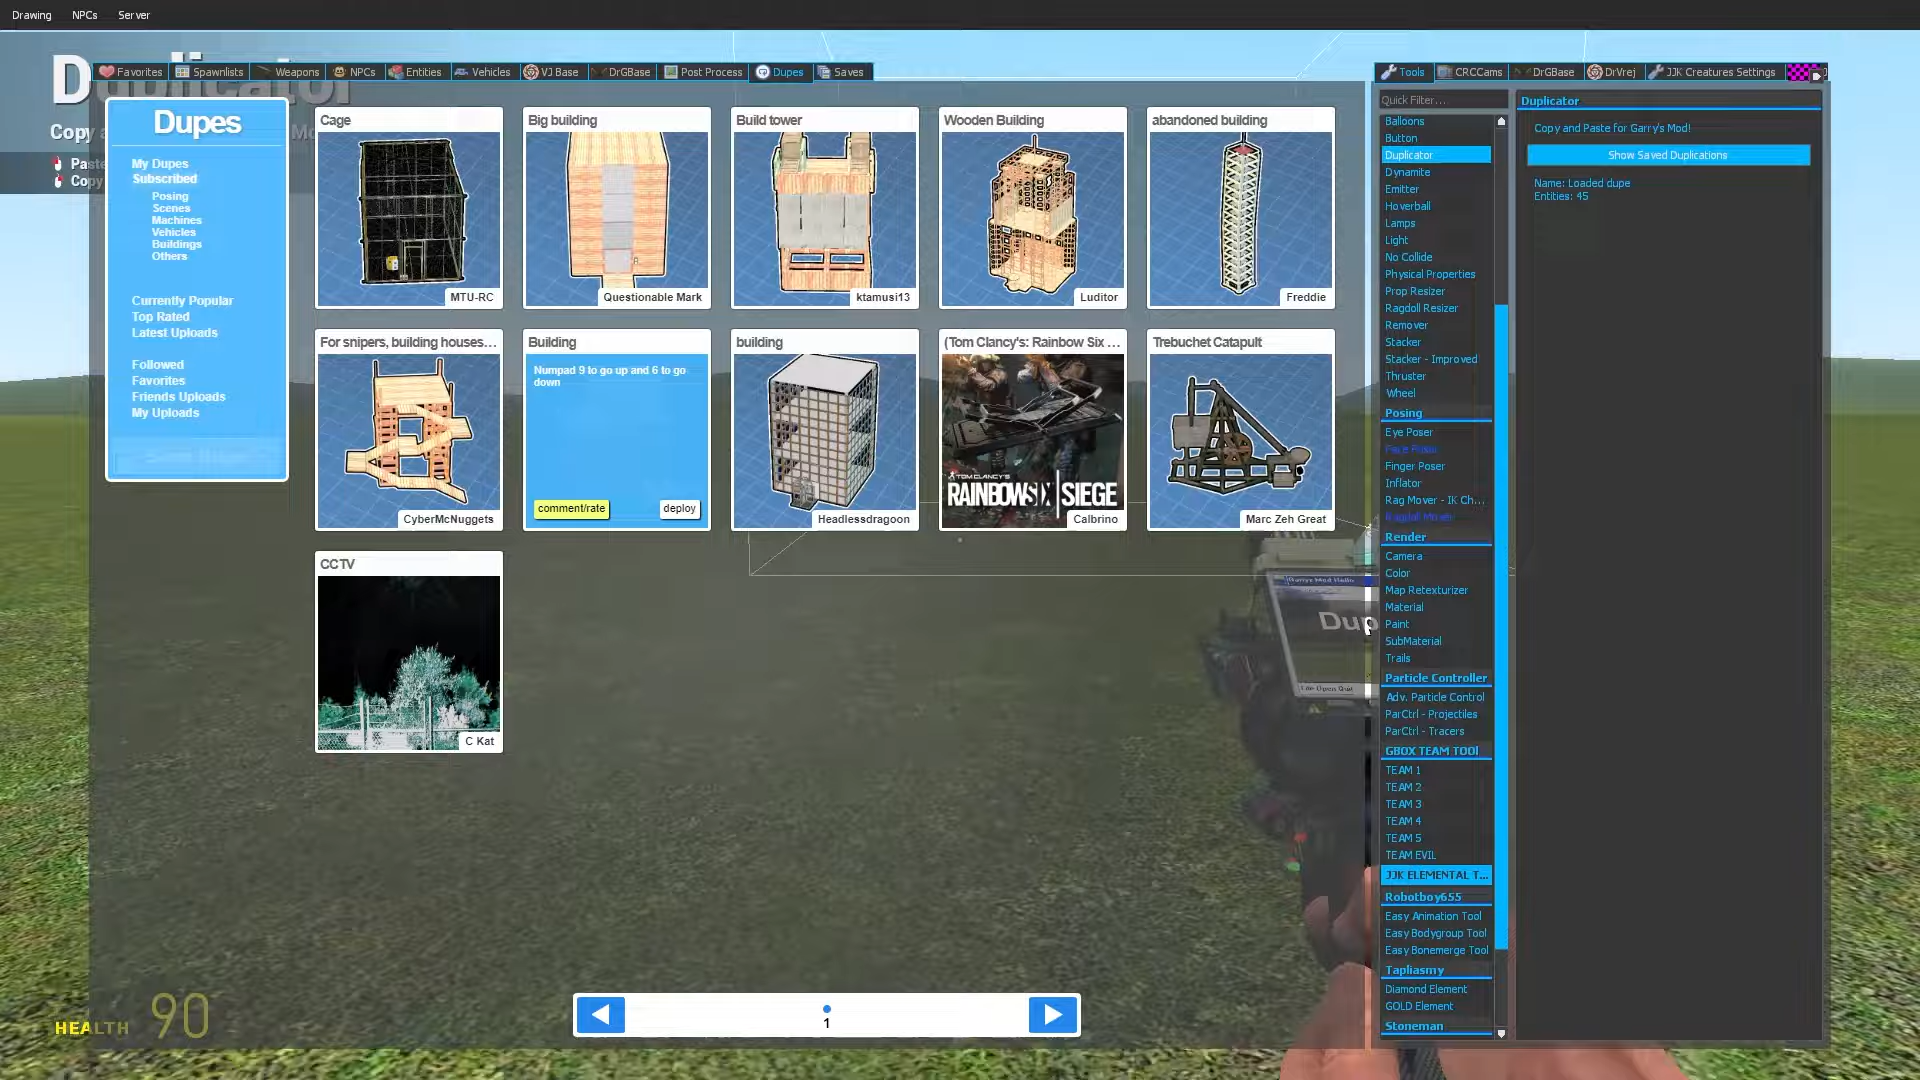 Drawing NPCs Server
Favorites Spawnlists Weapons NPCs Entities Vehicles VJ Base DrGBase Post Process Dupes Saves
Tools CRCCams DrGBase DrVrej JJK Creatures Settings
Duplicator
Copy
Dupes
My Dupes
Subscribed
Posing
Scenes
Machines
Vehicles
Buildings
Others
Currently Popular
Top Rated
Latest Uploads
Followed
Favorites
Friends Uploads
My Uploads
Cage
MTU-RC
Big building
Questionable Mark
Build tower
ktamusi13
Wooden Building
Luditor
abandoned building
Freddie
For snipers, building houses...
CyberMcNuggets
Building
Numpad 9 to go up and 6 to go
down
comment/rate deploy
building
Headlessdragoon
(Tom Clancy's: Rainbow Six ...
TOM CLANCY'S
RAINBOWSIX | SIEGE
Calbrino
Trebuchet Catapult
Marc Zeh Great
CCTV
C Kat
1
HEALTH 90
Quick Filter...
Balloons
Button
Duplicator
Dynamite
Emitter
Hoverball
Lamps
Light
No Collide
Physical Properties
Prop Resizer
Ragdoll Resizer
Remover
Stacker
Stacker - Improved
Thruster
Wheel
Posing
Eye Poser
Face Poser
Finger Poser
Inflator
Rag Mover - IK Ch...
Ragdoll Mover
Render
Camera
Color
Map Retexturizer
Material
Paint
SubMaterial
Trails
Particle Controller
Adv. Particle Control
ParCtrl - Projectiles
ParCtrl - Tracers
GBOX TEAM TOOl
TEAM 1
TEAM 2
TEAM 3
TEAM 4
TEAM 5
TEAM EVIL
JJK ELEMENTAL T...
Robotboy655
Easy Animation Tool
Easy Bodygroup Tool
Easy Bonemerge Tool
Tapliasmy
Diamond Element
GOLD Element
Stoneman
Duplicator
Copy and Paste for Garry's Mod!
Show Saved Duplications
Name: Loaded dupe
Entities: 45